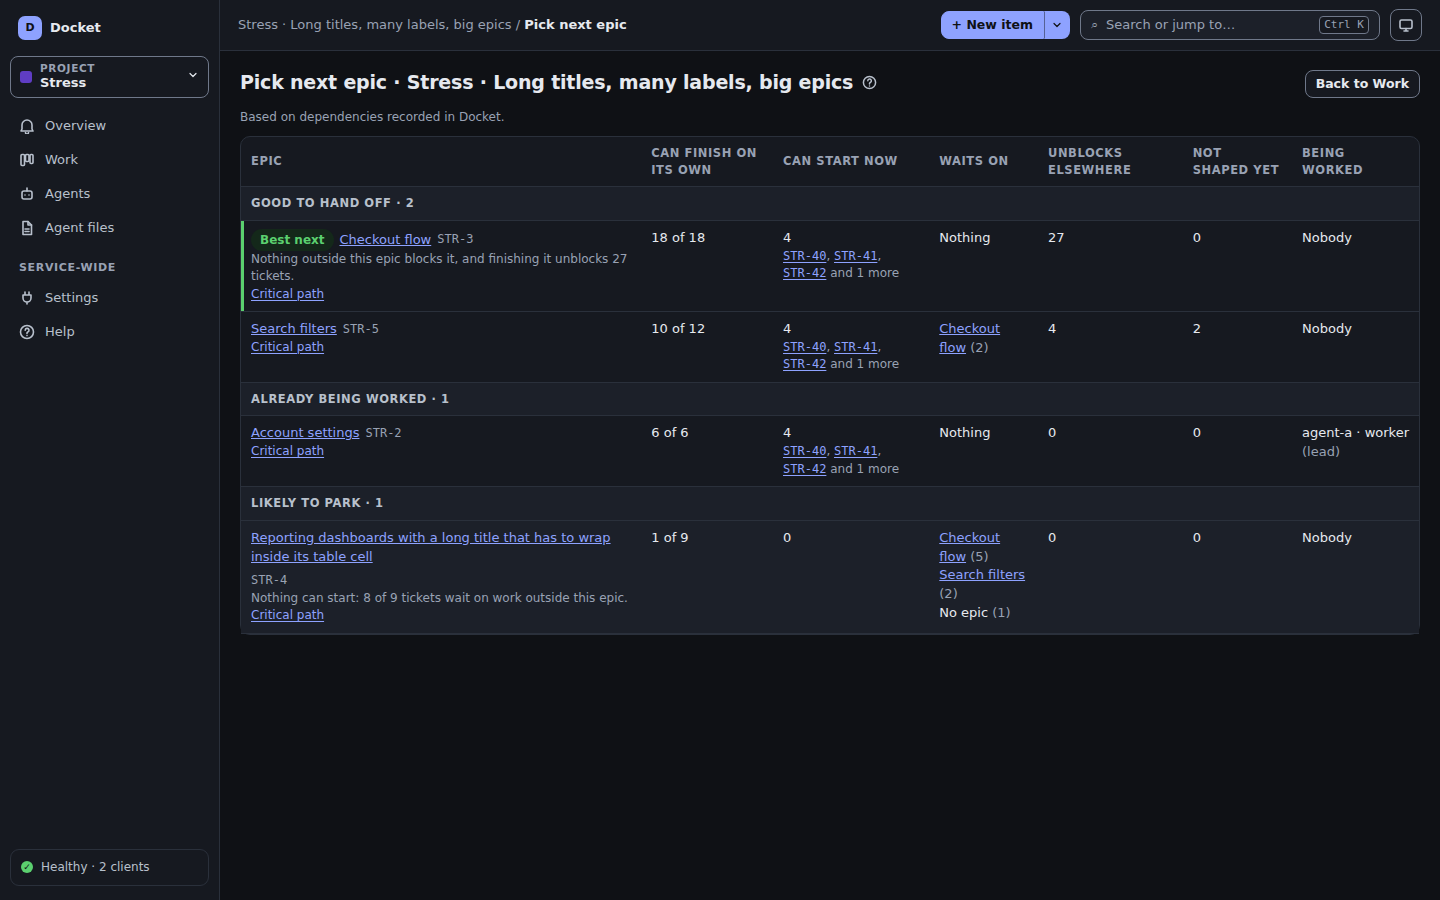 D Docket
PROJECT
Stress
Overview
Work
Agents
Agent files
SERVICE-WIDE
Settings
Help
Healthy · 2 clients
Stress · Long titles, many labels, big epics / Pick next epic
+ New item
Search or jump to... Ctrl K
Pick next epic · Stress · Long titles, many labels, big epics
Back to Work
Based on dependencies recorded in Docket.
EPIC
CAN FINISH ON
ITS OWN
CAN START NOW
WAITS ON
UNBLOCKS
ELSEWHERE
NOT
SHAPED YET
BEING
WORKED
GOOD TO HAND OFF · 2
Best next Checkout flow STR-3
Nothing outside this epic blocks it, and finishing it unblocks 27
tickets.
Critical path
18 of 18
4
STR-40, STR-41,
STR-42 and 1 more
Nothing
27
0
Nobody
Search filters STR-5
Critical path
10 of 12
4
STR-40, STR-41,
STR-42 and 1 more
Checkout
flow (2)
4
2
Nobody
ALREADY BEING WORKED · 1
Account settings STR-2
Critical path
6 of 6
4
STR-40, STR-41,
STR-42 and 1 more
Nothing
0
0
agent-a · worker
(lead)
LIKELY TO PARK · 1
Reporting dashboards with a long title that has to wrap
inside its table cell
STR-4
Nothing can start: 8 of 9 tickets wait on work outside this epic.
Critical path
1 of 9
0
Checkout
flow (5)
Search filters
(2)
No epic (1)
0
0
Nobody